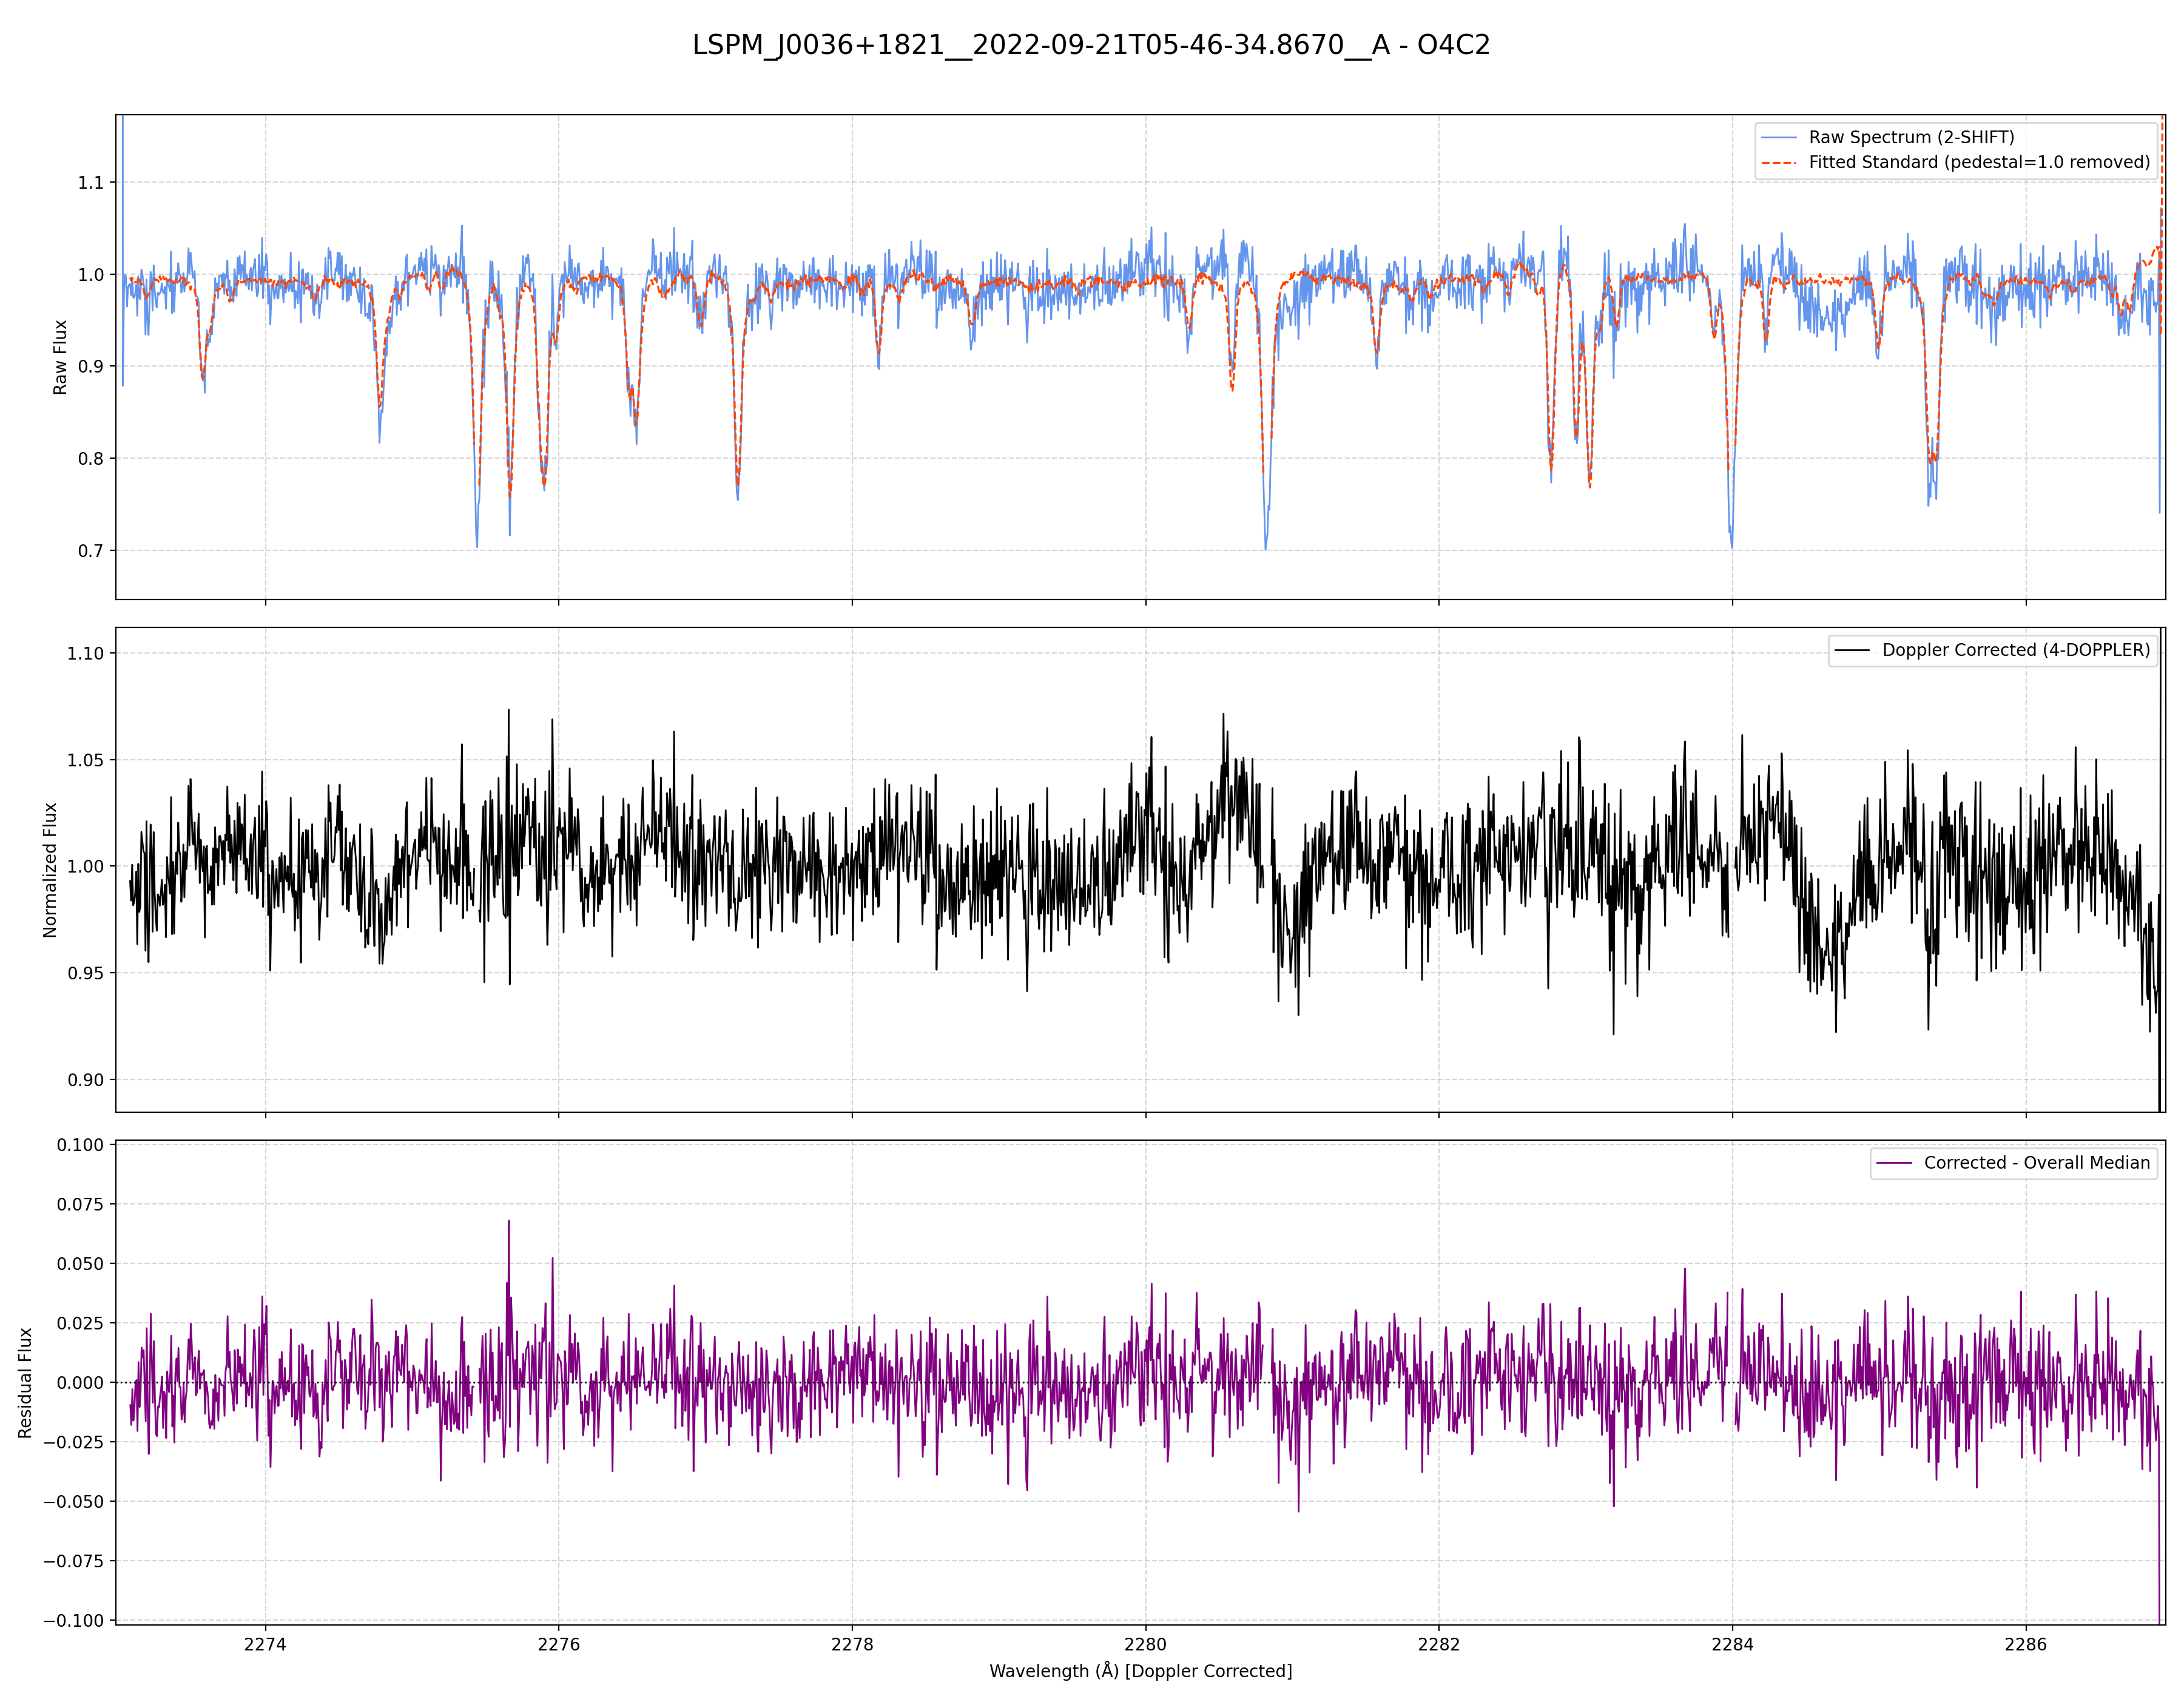 LSPM_J0036+1821__2022-09-21T05-46-34.8670__A - O4C2
Raw Spectrum (2-SHIFT)
Fitted Standard (pedestal=1.0 removed)
1.1
1.0
0.9
0.8
0.7
Raw Flux
Doppler Corrected (4-DOPPLER)
1.10
1.05
1.00
0.95
0.90
Normalized Flux
Corrected - Overall Median
0.100
0.075
0.050
0.025
0.000
−0.025
−0.050
−0.075
−0.100
Residual Flux
2274 2276 2278 2280 2282 2284 2286
Wavelength (Å) [Doppler Corrected]